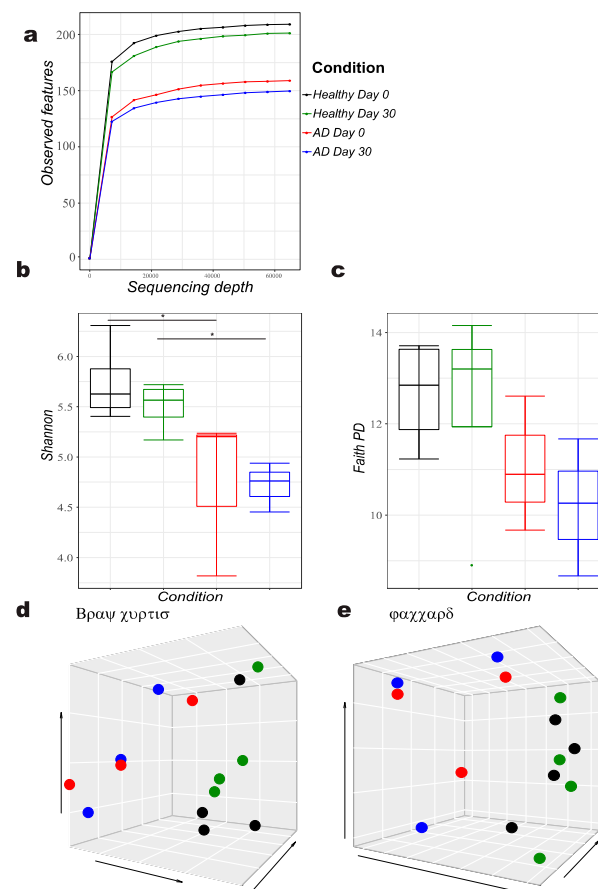 a
200
150
100
50
0
Observed features
0
20000
40000
60000
Sequencing depth
Condition
Healthy Day 0
Healthy Day 30
AD Day 0
AD Day 30
b
*
*
6.0
5.5
5.0
4.5
4.0
Shannon
Condition
c
14
12
10
Faith PD
Condition
d
Βραψ χυρτισ
e
φαχχαρδ